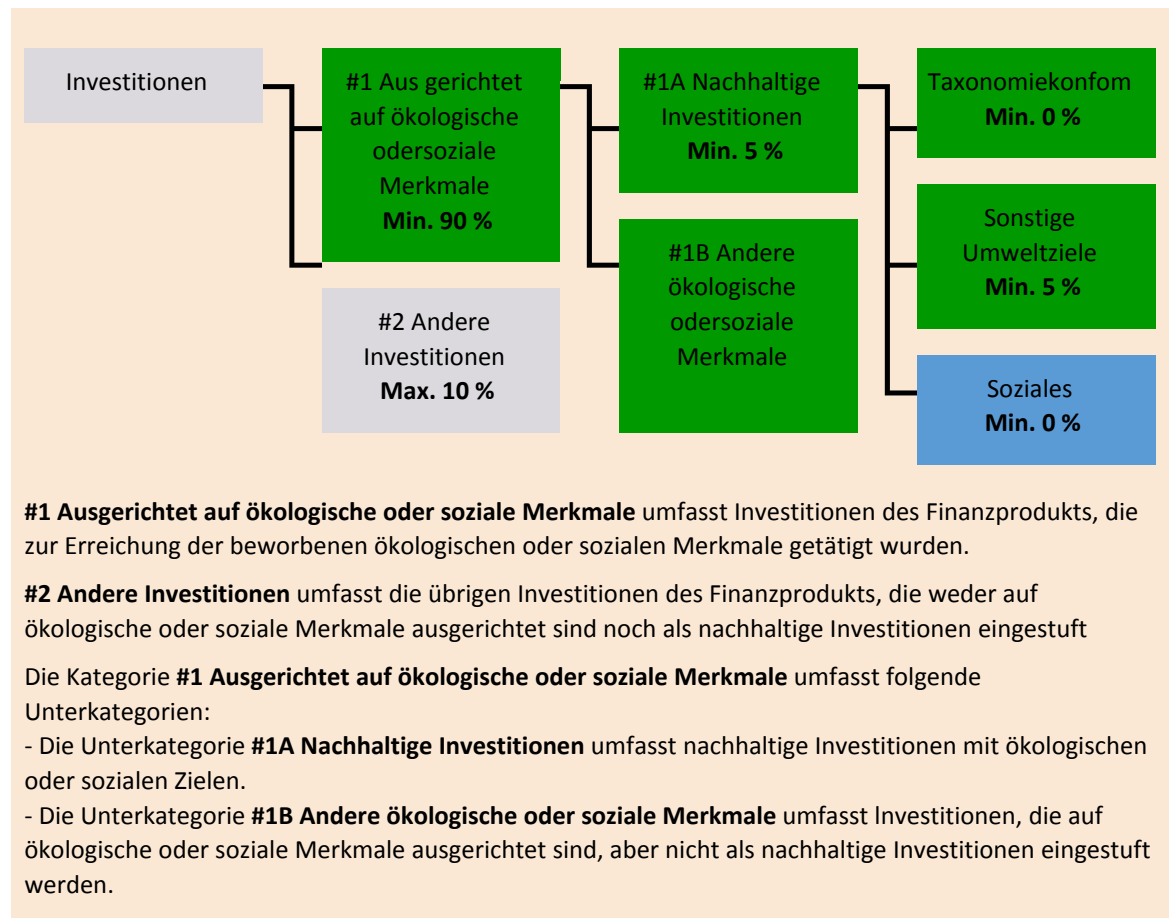 Investitionen
#1 Aus gerichtet
auf ökologische
odersoziale
Merkmale
Min. 90 %
#2 Andere
Investitionen
Max. 10 %
#1A Nachhaltige
Investitionen
Min. 5 %
#1B Andere
ökologische
odersoziale
Merkmale
Taxonomiekonfom
Min. 0 %
Sonstige
Umweltziele
Min. 5 %
Soziales
Min. 0 %
#1 Ausgerichtet auf ökologische oder soziale Merkmale umfasst Investitionen des Finanzprodukts, die
zur Erreichung der beworbenen ökologischen oder sozialen Merkmale getätigt wurden.
#2 Andere Investitionen umfasst die übrigen Investitionen des Finanzprodukts, die weder auf
ökologische oder soziale Merkmale ausgerichtet sind noch als nachhaltige Investitionen eingestuft
Die Kategorie #1 Ausgerichtet auf ökologische oder soziale Merkmale umfasst folgende
Unterkategorien:
- Die Unterkategorie #1A Nachhaltige Investitionen umfasst nachhaltige Investitionen mit ökologischen
oder sozialen Zielen.
- Die Unterkategorie #1B Andere ökologische oder soziale Merkmale umfasst lnvestitionen, die auf
ökologische oder soziale Merkmale ausgerichtet sind, aber nicht als nachhaltige Investitionen eingestuft
werden.